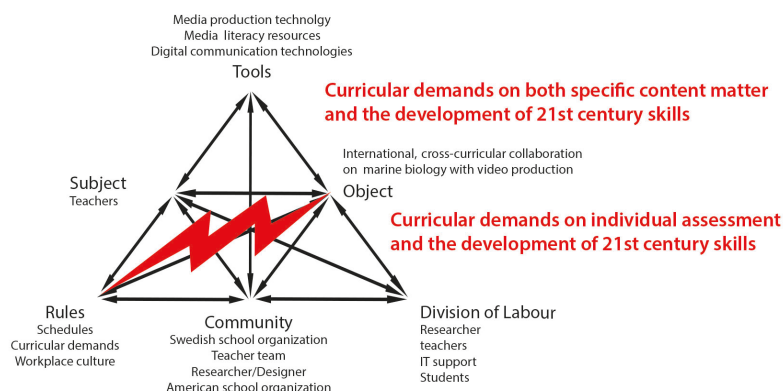 Media production technolgy
Media literacy resources
Digital communication technologies
Tools
Curricular demands on both specific content matter
and the development of 21st century skills
International, cross-curricular collaboration
on marine biology with video production
Subject
Teachers
Object
Curricular demands on individual assessment
and the development of 21st century skills
Rules
Schedules
Curricular demands
Workplace culture
Community
Swedish school organization
Teacher team
Researcher/Designer
American school organization
Division of Labour
Researcher
teachers
IT support
Students